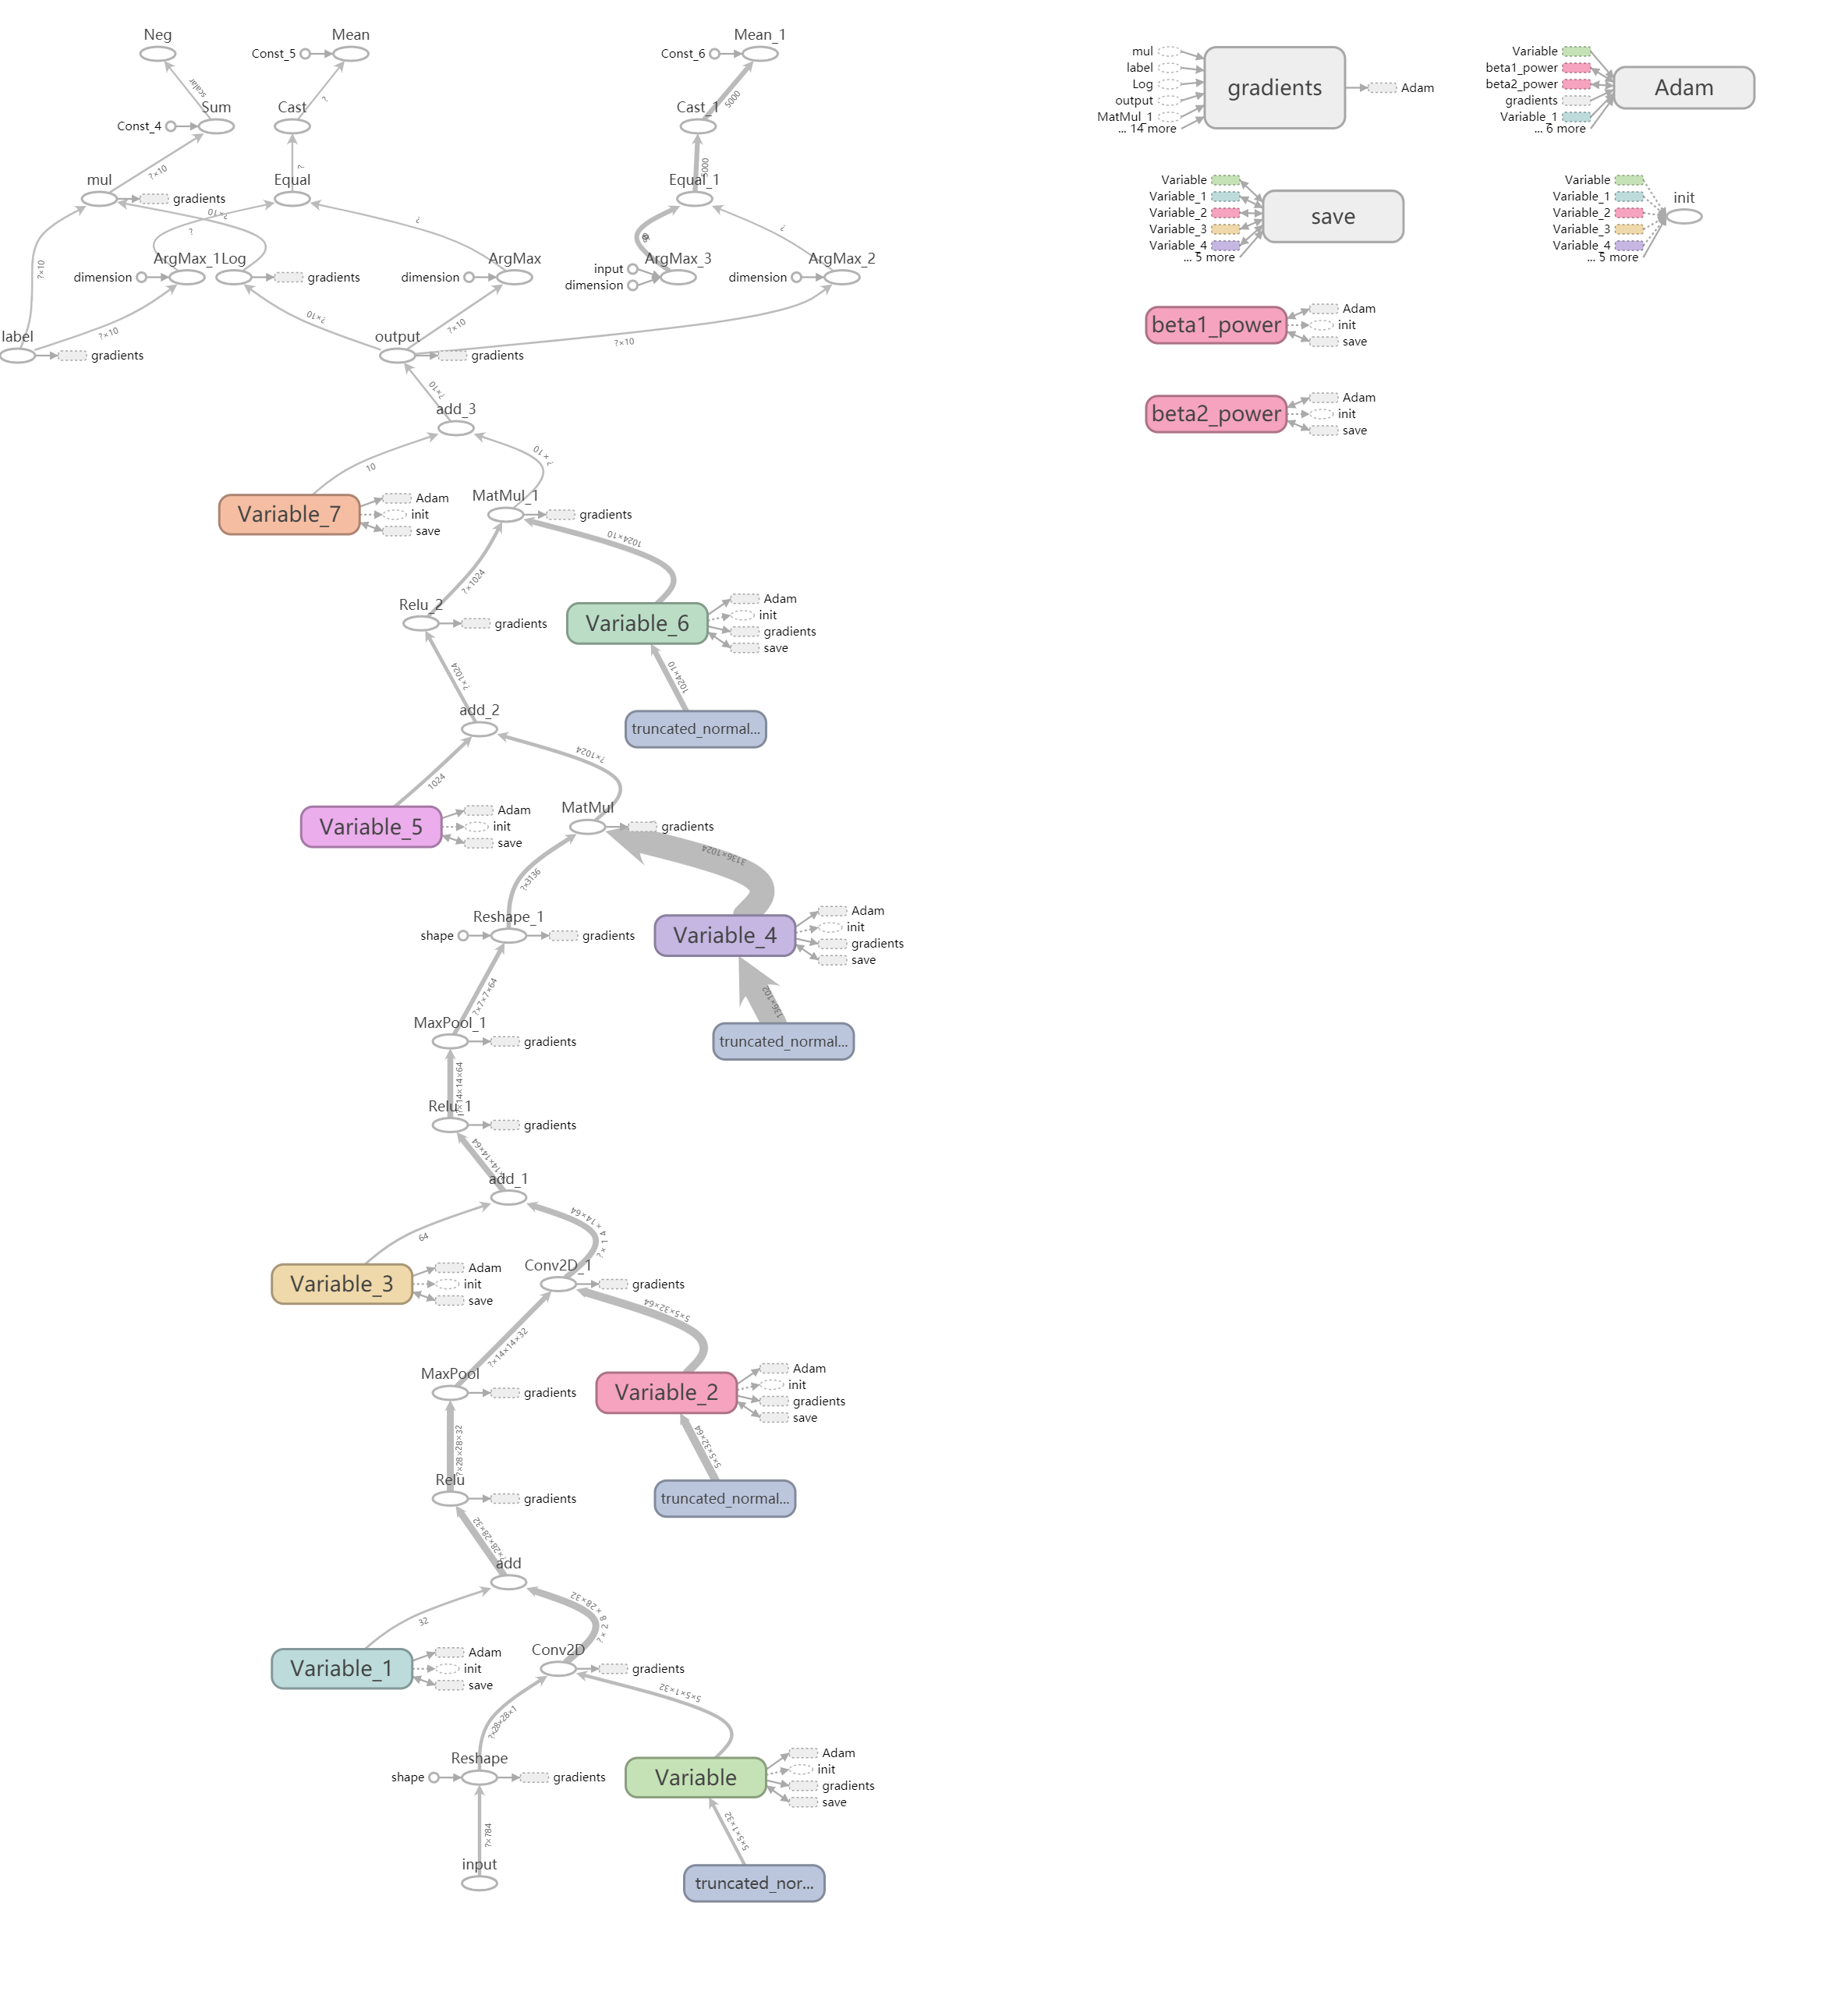 Neg
Mean
Const_5
Mean_1
Const_6
scalar
Sum
Const_4
?
Cast
5000
Cast_1
?×10
mul
gradients
?
Equal
5000
Equal_1
?×10
?×10
?
?
?
ArgMax_1
dimension
Log
gradients
ArgMax
dimension
ArgMax_3
input
dimension
ArgMax_2
dimension
label
gradients
?×10
?×10
?×10
?×10
output
gradients
?×10
add_3
10
?×10
Variable_7
Adam
init
save
MatMul_1
gradients
1024×10
?×1024
Relu_2
gradients
Variable_6
Adam
init
gradients
save
?×1024
1024×10
add_2
truncated_normal...
1024
?×1024
Variable_5
Adam
init
save
MatMul
gradients
3136×1024
?×3136
Reshape_1
shape
gradients
Variable_4
Adam
init
gradients
save
?×7×7×64
136×102
MaxPool_1
gradients
truncated_normal...
?×14×14×64
Relu_1
gradients
×14×14×64
add_1
64
?×14×14×64
Variable_3
Adam
init
save
Conv2D_1
gradients
5×5×32×64
?×14×14×32
MaxPool
gradients
Variable_2
Adam
init
gradients
save
?×28×28×32
5×5×32×64
Relu
gradients
truncated_normal...
×28×28×32
add
32
?×28×28×32
Variable_1
Adam
init
save
Conv2D
gradients
5×5×1×32
?×28×28×1
Reshape
shape
gradients
Variable
Adam
init
gradients
save
?×784
5×5×1×32
input
truncated_nor...
mul
label
Log
output
MatMul_1
... 14 more
gradients
Adam
Variable
beta1_power
beta2_power
gradients
Variable_1
... 6 more
Adam
Variable
Variable_1
Variable_2
Variable_3
Variable_4
... 5 more
save
Variable
Variable_1
Variable_2
Variable_3
Variable_4
... 5 more
init
beta1_power
Adam
init
save
beta2_power
Adam
init
save